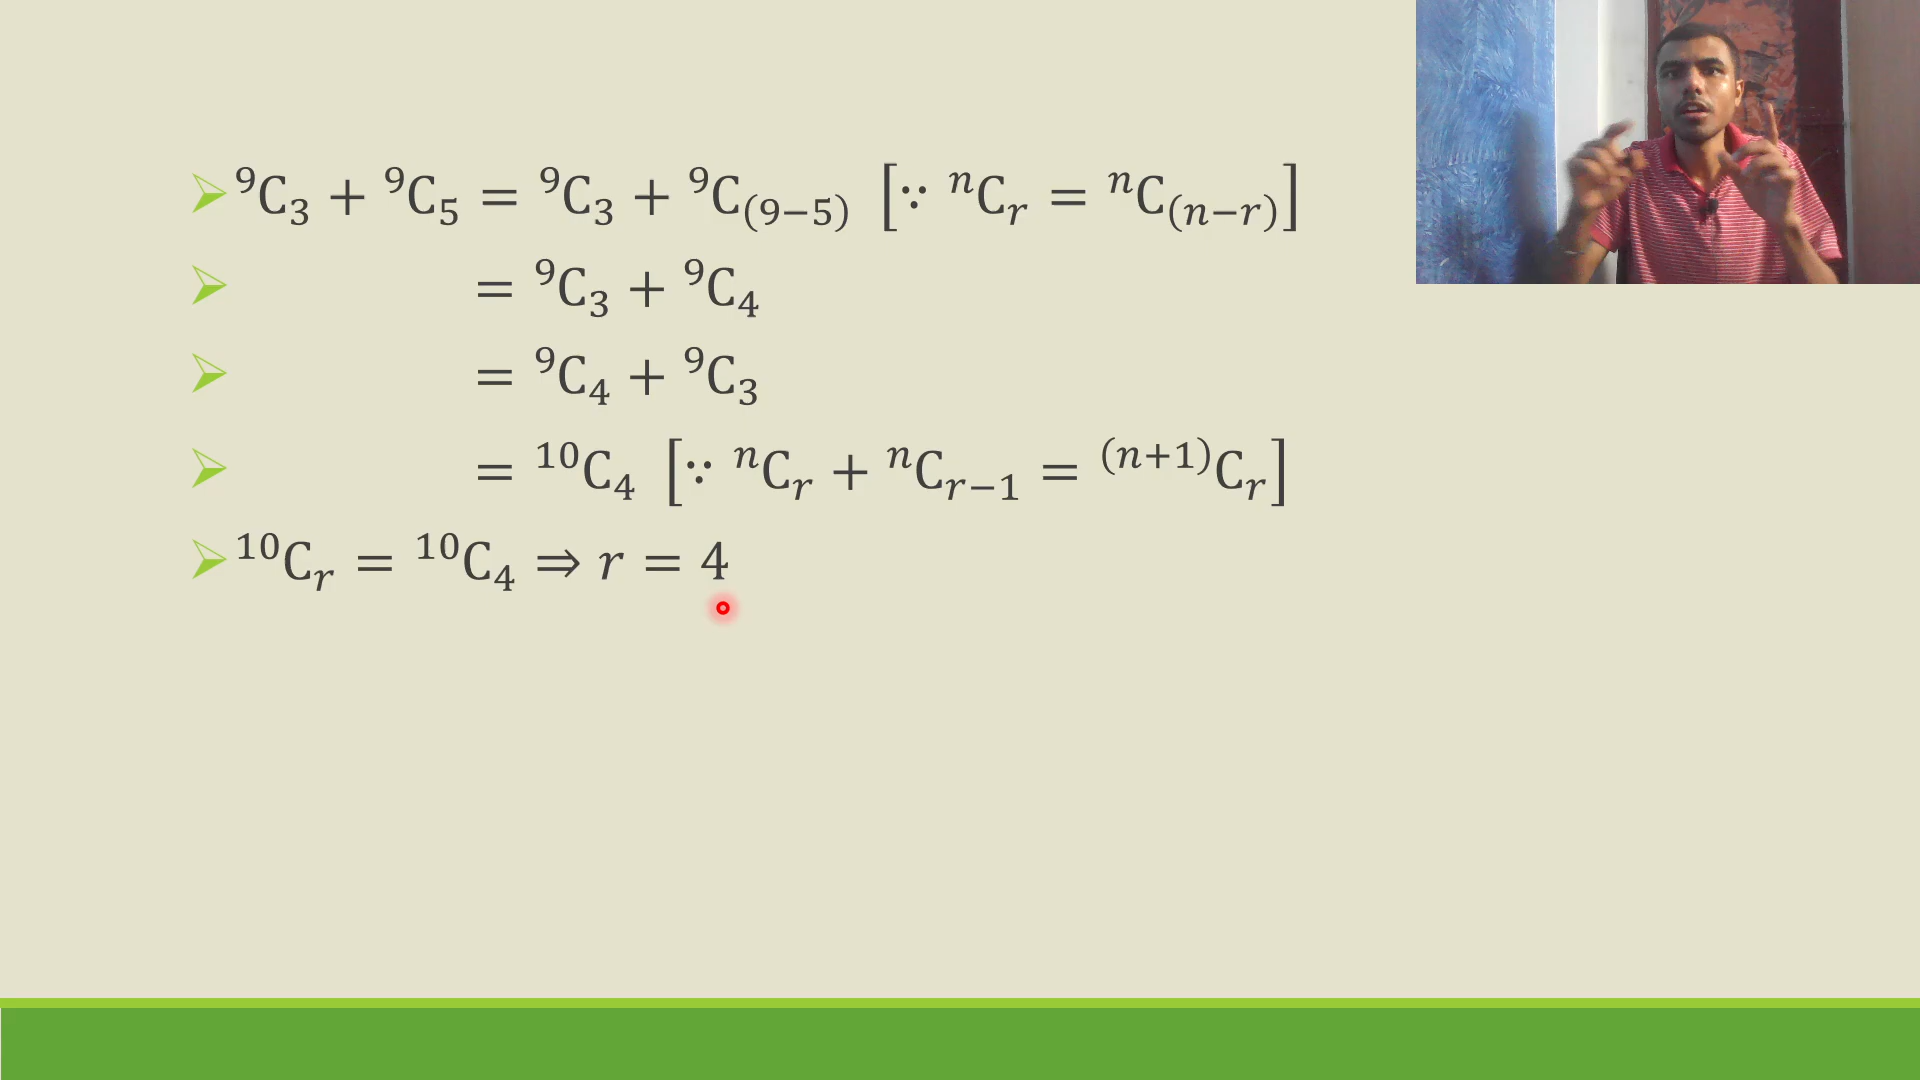 ⁹C₃ + ⁹C₅ = ⁹C₃ + ⁹C₍₉₋₅₎ [∵ ⁿCᵣ = ⁿC₍ₙ₋ᵣ₎]
= ⁹C₃ + ⁹C₄
= ⁹C₄ + ⁹C₃
= ¹⁰C₄ [∵ ⁿCᵣ + ⁿCᵣ₋₁ = ⁽ⁿ⁺¹⁾Cᵣ]
¹⁰Cᵣ = ¹⁰C₄ ⇒ r = 4